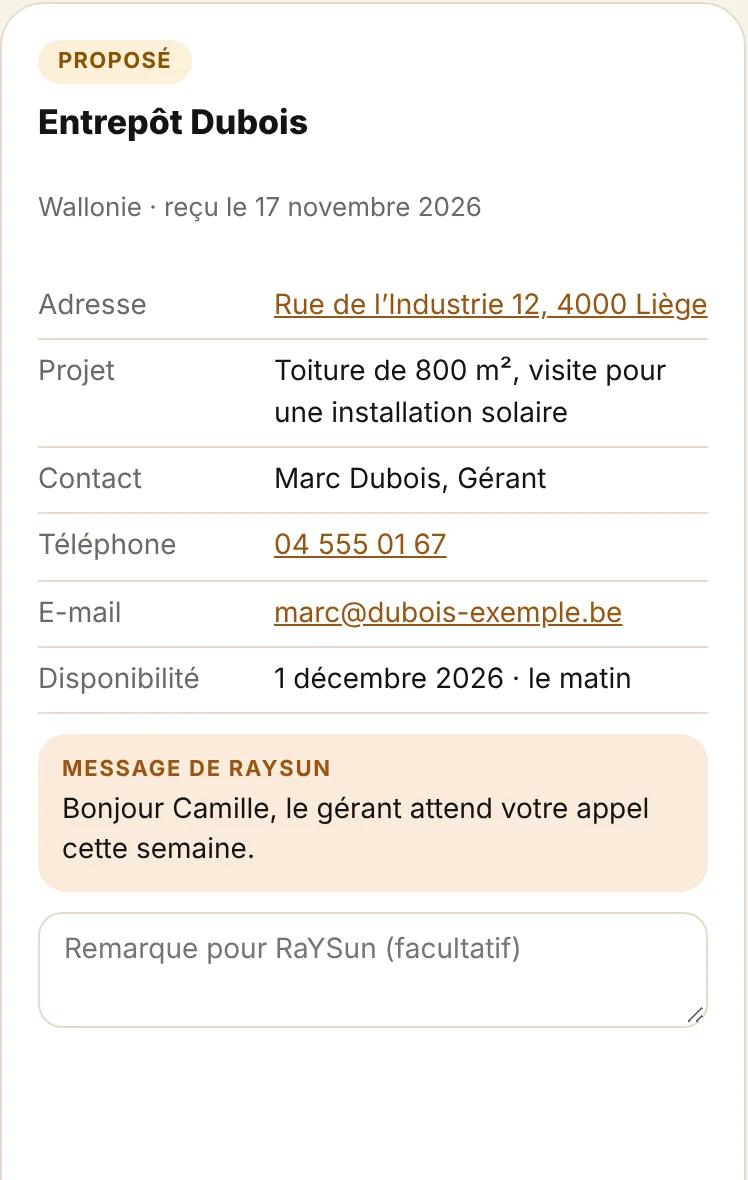 PROPOSÉ
Entrepôt Dubois
Wallonie · reçu le 17 novembre 2026
Adresse Rue de l’Industrie 12, 4000 Liège
Projet Toiture de 800 m², visite pour
une installation solaire
Contact Marc Dubois, Gérant
Téléphone 04 555 01 67
E-mail marc@dubois-exemple.be
Disponibilité 1 décembre 2026 · le matin
MESSAGE DE RAYSUN
Bonjour Camille, le gérant attend votre appel
cette semaine.
Remarque pour RaYSun (facultatif)